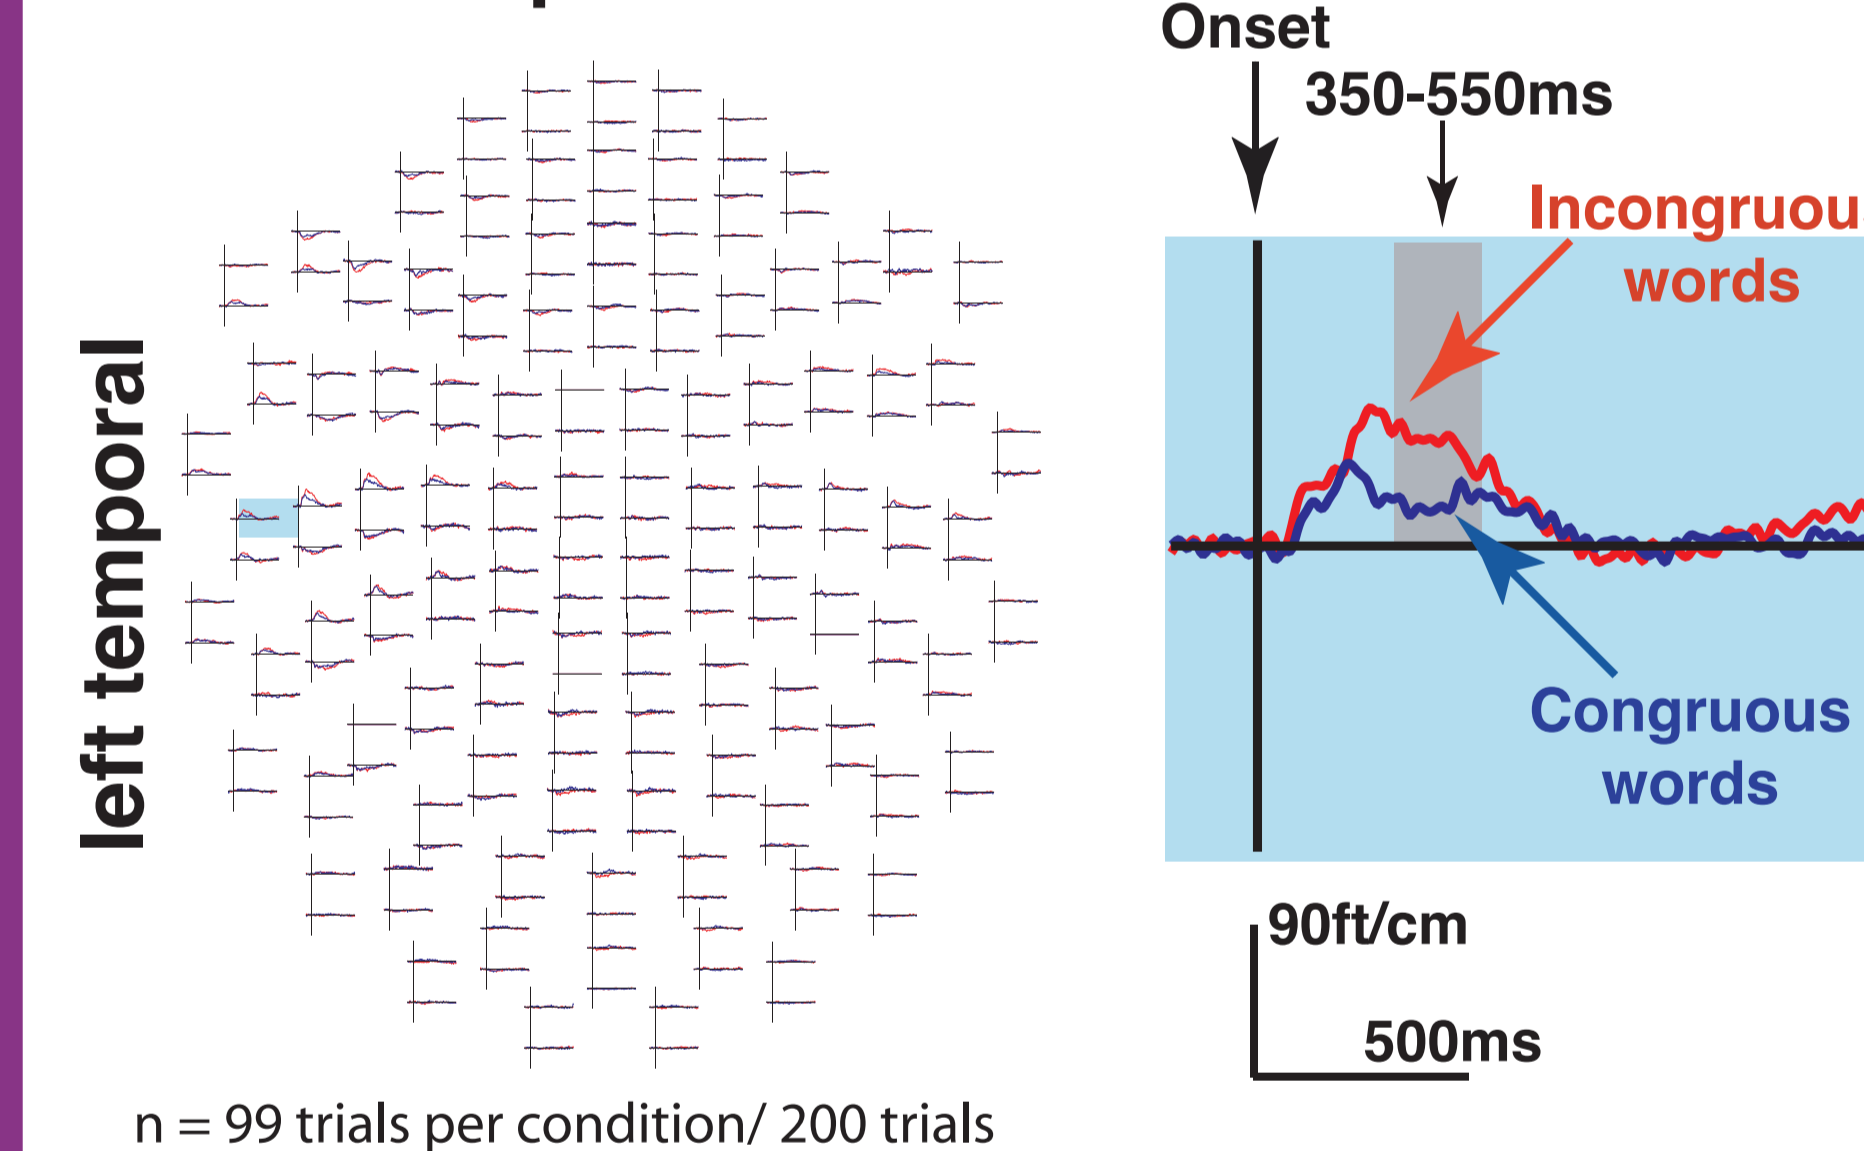 left temporal
n = 99 trials per condition/ 200 trials
Onset
350-550ms
Incongruou
words
Congruous
words
90ft/cm
500ms